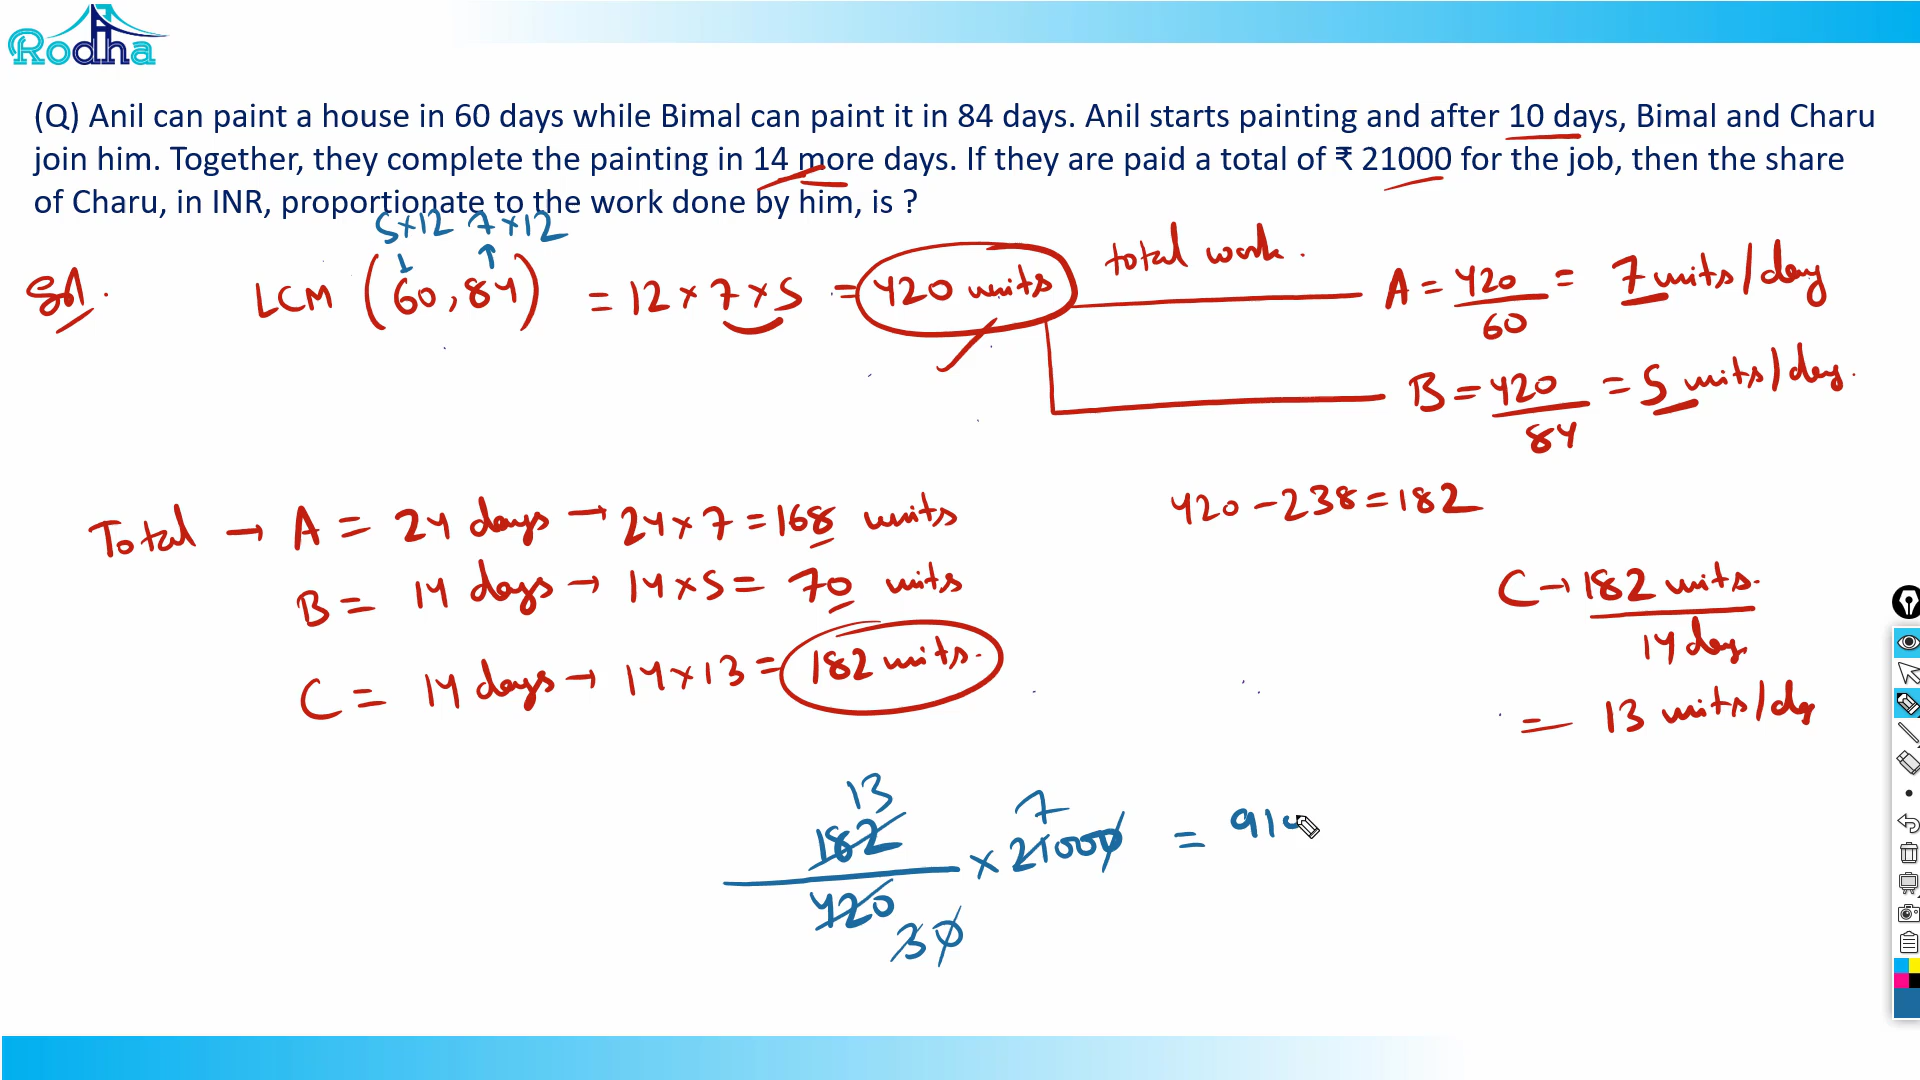 Rodha
(Q) Anil can paint a house in 60 days while Bimal can paint it in 84 days. Anil starts painting and after 10 days, Bimal and Charu
join him. Together, they complete the painting in 14 more days. If they are paid a total of ₹ 21000 for the job, then the share
of Charu, in INR, proportionate to the work done by him, is ?
5×12 7×12
Sol.
LCM (60, 84) = 12 × 7 × 5 = 420 units
total work.
A = 420/60 = 7 units/day
B = 420/84 = 5 units/day.
Total → A = 24 days → 24 × 7 = 168 units
B = 14 days → 14 × 5 = 70 units
C = 14 days → 14 × 13 = 182 units.
420 - 238 = 182
C → 182 units.
14 day
= 13 units/day
13 7
182 × 21000 = 910
420
30